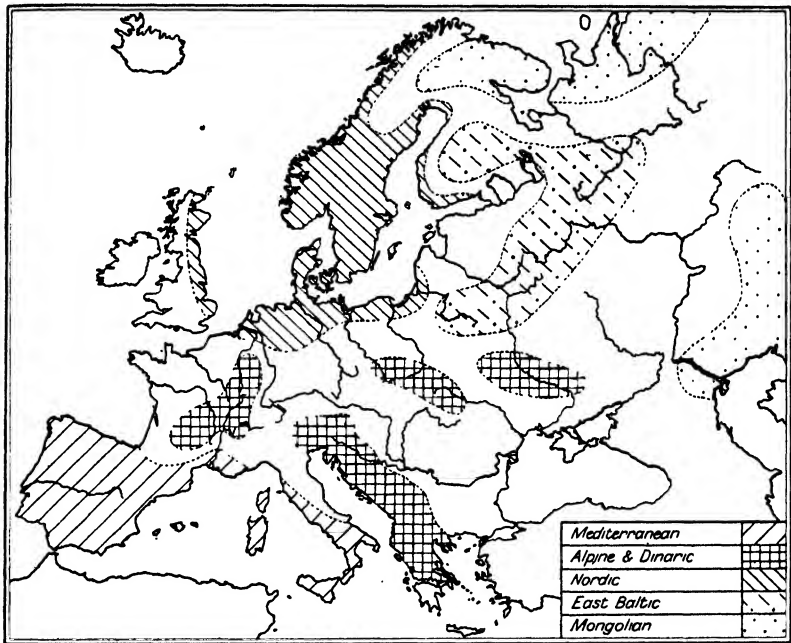 Mediterranean
Alpine & Dinaric
Nordic
East Baltic
Mongolian